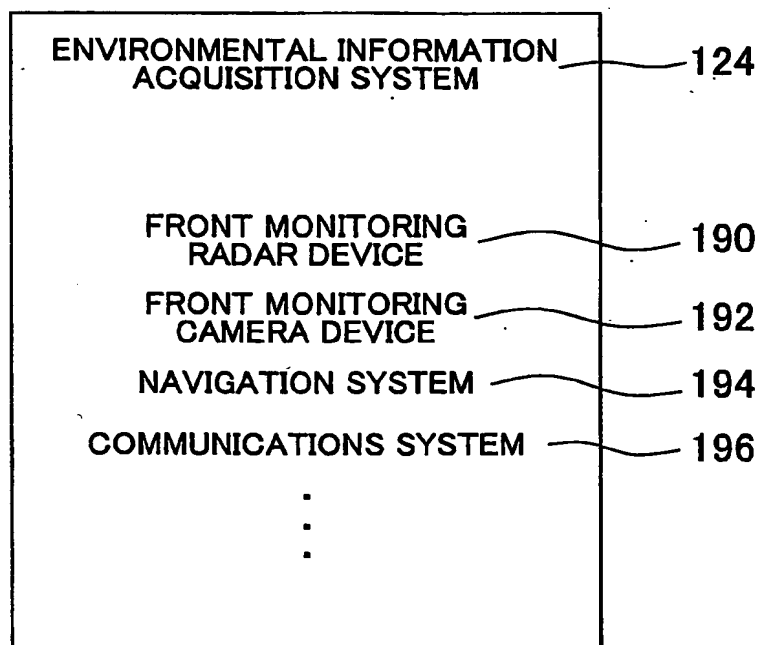 ENVIRONMENTAL INFORMATION
ACQUISITION SYSTEM
124
FRONT MONITORING
RADAR DEVICE
190
FRONT MONITORING
CAMERA DEVICE
192
NAVIGATION SYSTEM
194
COMMUNICATIONS SYSTEM
196